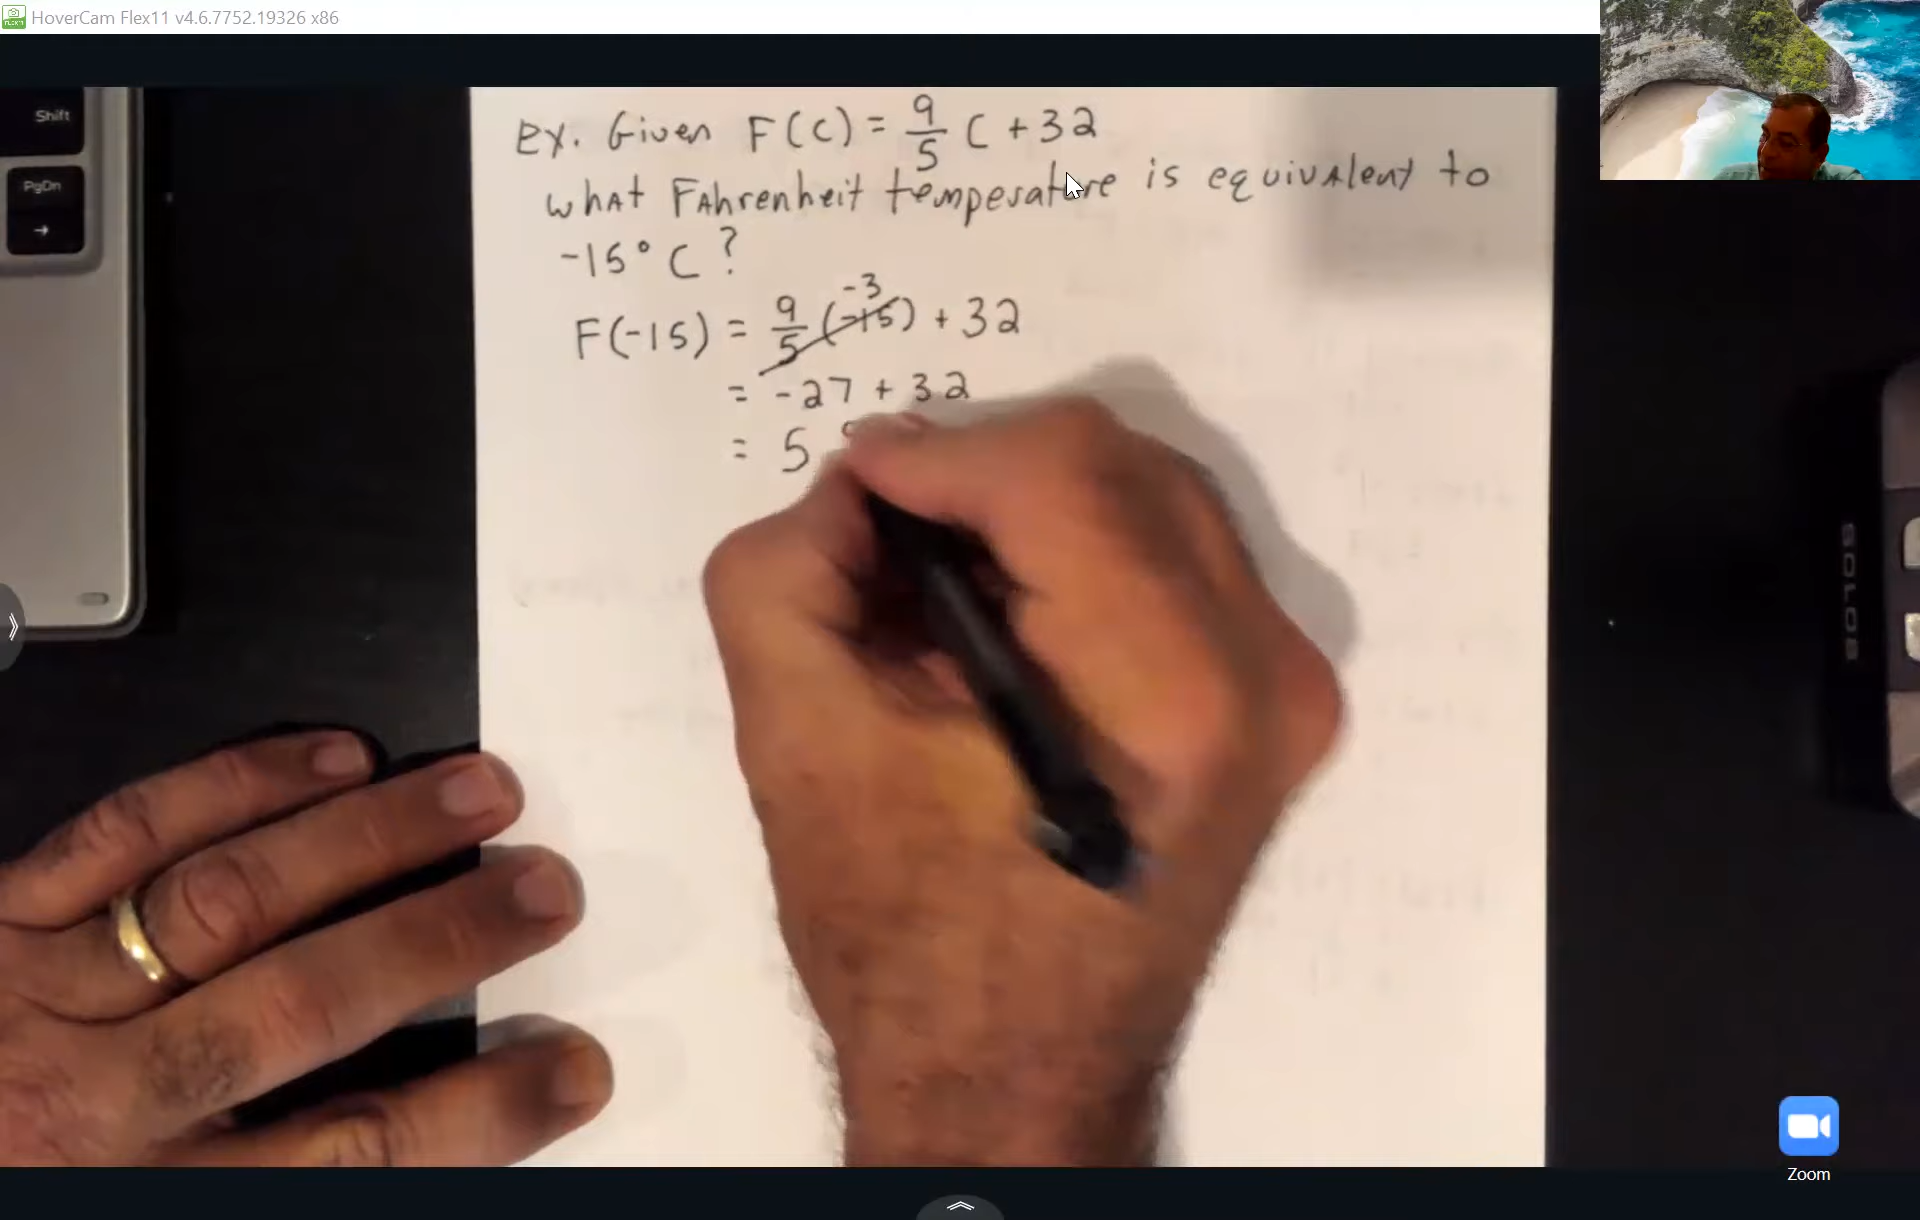 HoverCam Flex11 v4.6.7752.19326 x86
Shift
PgDn
→
Ex. Given F(C) = 9/5 C + 32
what Fahrenheit temperature is equivalent to
-15° C ?
-3
F(-15) = 9/5 (-15) + 32
= -27 + 32
= 5 °
SOLO8
Zoom